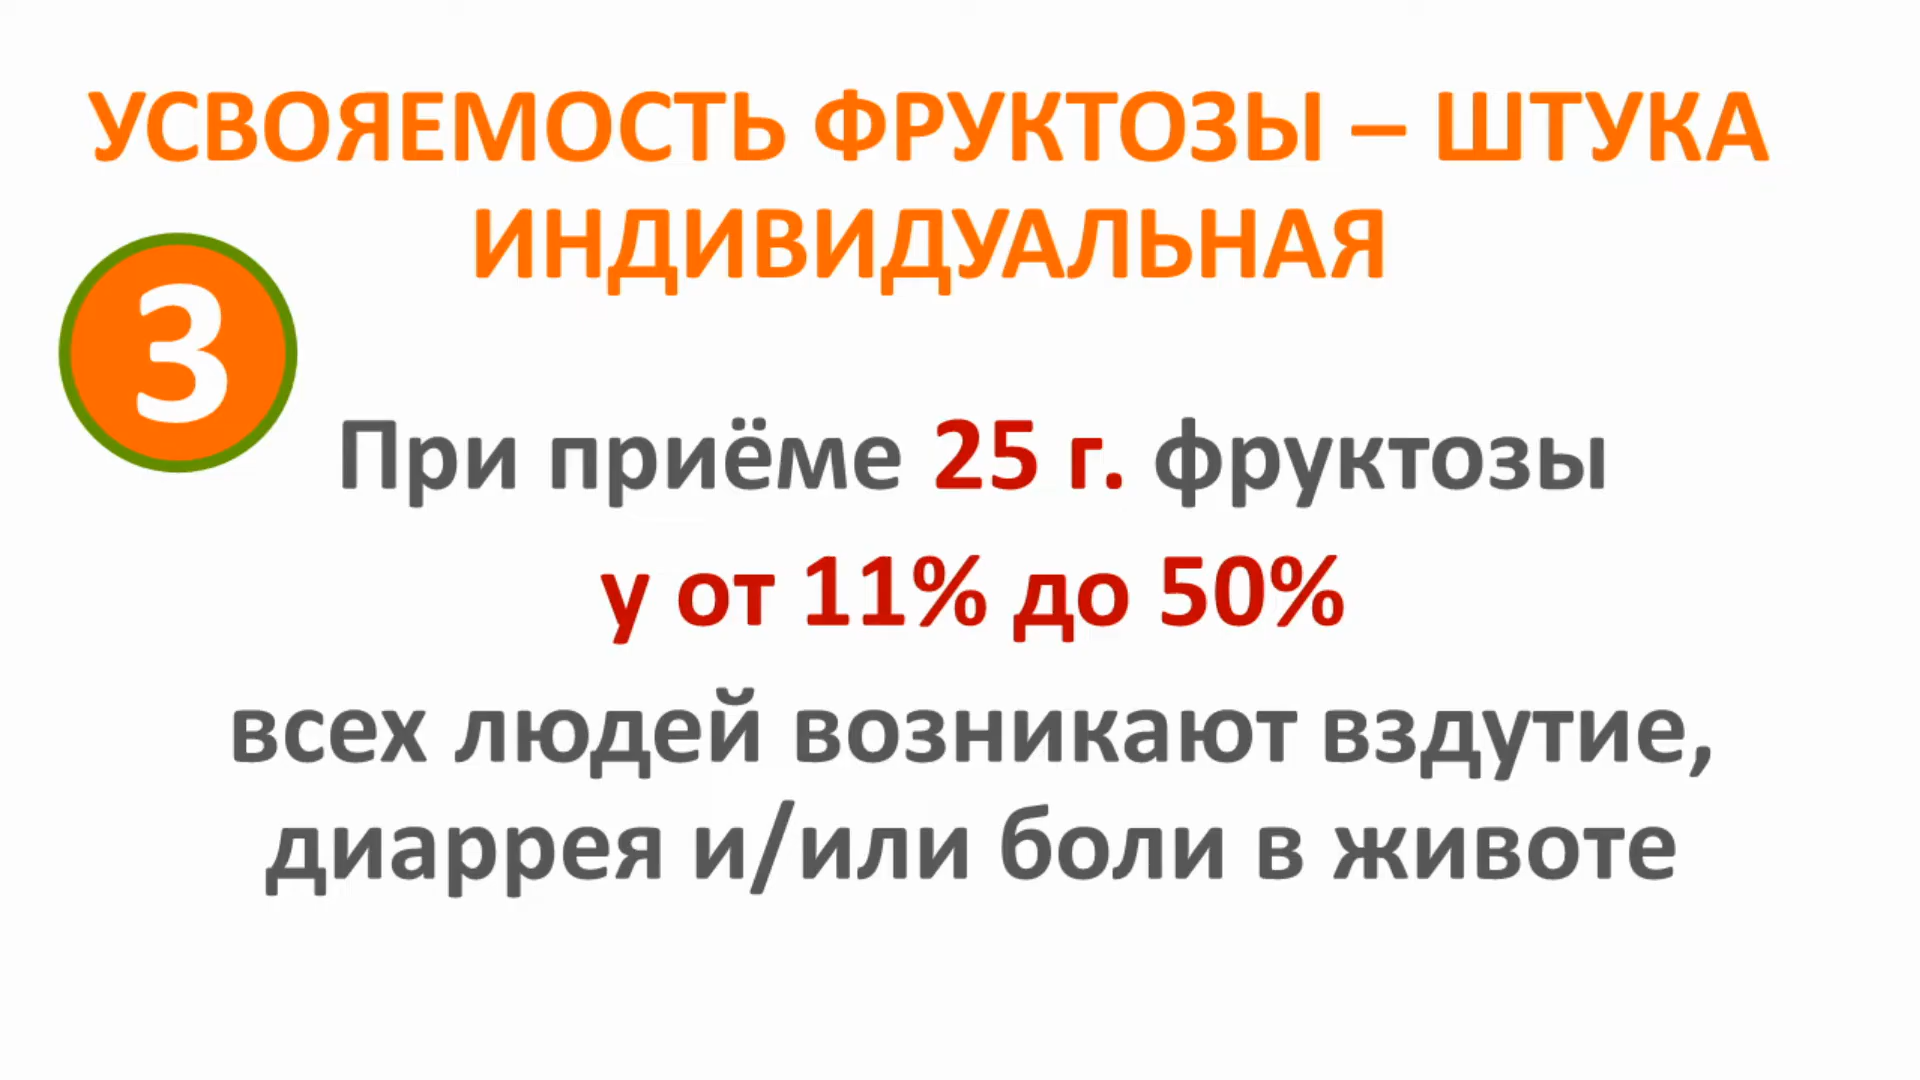 УСВОЯЕМОСТЬ ФРУКТОЗЫ – ШТУКА
ИНДИВИДУАЛЬНАЯ
3
При приёме 25 г. фруктозы
у от 11% до 50%
всех людей возникают вздутие,
диаррея и/или боли в животе